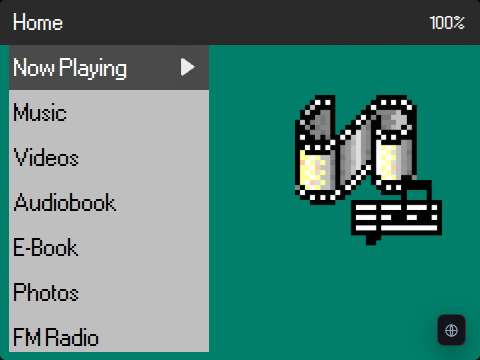 Home
100%
Now Playing
Music
Videos
Audiobook
E-Book
Photos
FM Radio